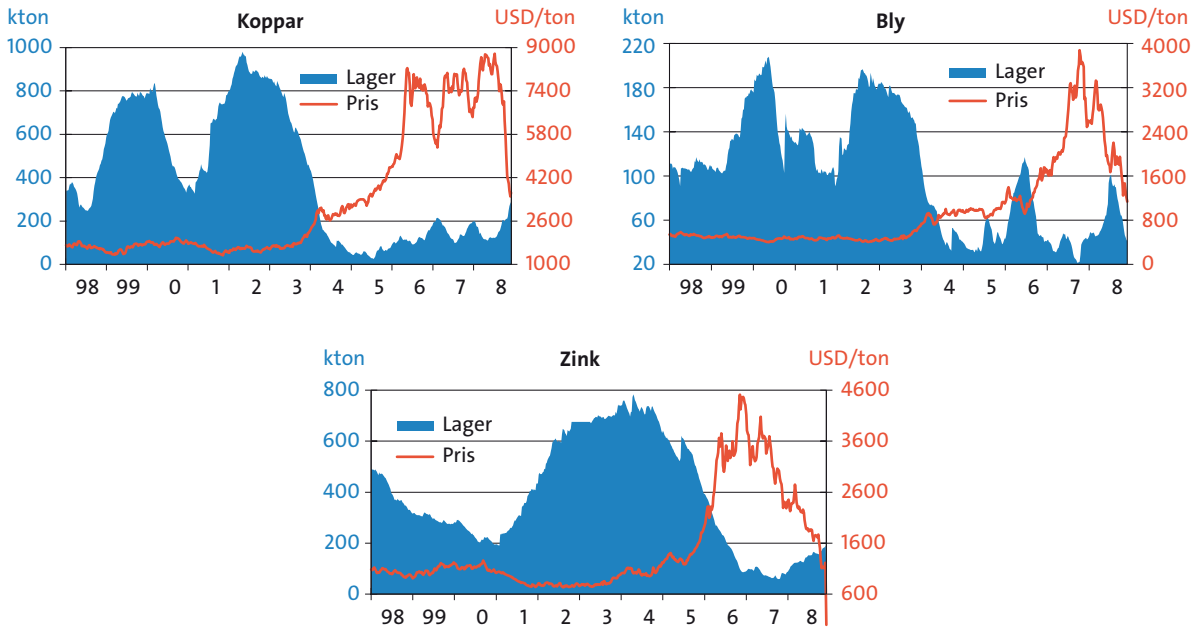 kton Koppar USD/ton
1000 9000
800 7400
600 5800
400 4200
200 2600
0 1000
Lager
Pris
98 99 0 1 2 3 4 5 6 7 8
kton Bly USD/ton
220 4000
180 3200
140 2400
100 1600
60 800
20 0
Lager
Pris
98 99 0 1 2 3 4 5 6 7 8
kton Zink USD/ton
800 4600
600 3600
400 2600
200 1600
0 600
Lager
Pris
98 99 0 1 2 3 4 5 6 7 8